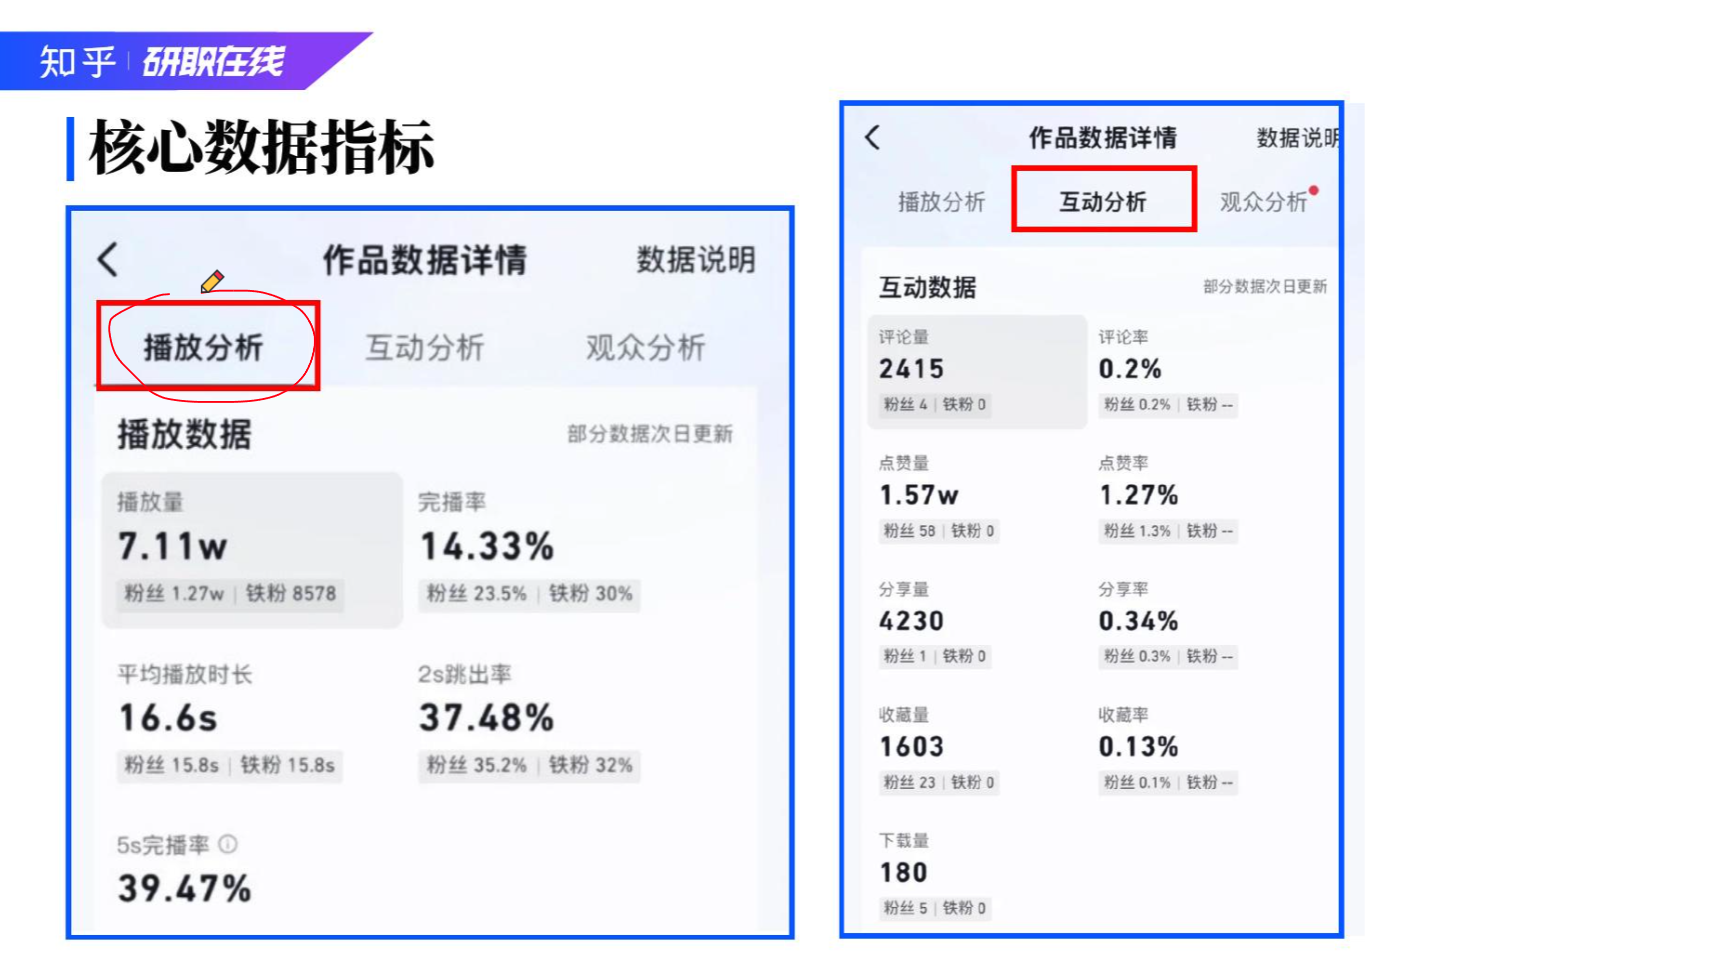 知乎 | 研职在线
核心数据指标
作品数据详情 数据说明
播放分析 互动分析 观众分析
播放数据 部分数据次日更新
播放量 完播率
7.11w 14.33%
粉丝 1.27w | 铁粉 8578 粉丝 23.5% | 铁粉 30%
平均播放时长 2s跳出率
16.6s 37.48%
粉丝 15.8s | 铁粉 15.8s 粉丝 35.2% | 铁粉 32%
5s完播率
39.47%
作品数据详情 数据说明
播放分析 互动分析 观众分析
互动数据 部分数据次日更新
评论量 评论率
2415 0.2%
粉丝 4 | 铁粉 0 粉丝 0.2% | 铁粉 --
点赞量 点赞率
1.57w 1.27%
粉丝 58 | 铁粉 0 粉丝 1.3% | 铁粉 --
分享量 分享率
4230 0.34%
粉丝 1 | 铁粉 0 粉丝 0.3% | 铁粉 --
收藏量 收藏率
1603 0.13%
粉丝 23 | 铁粉 0 粉丝 0.1% | 铁粉 --
下载量
180
粉丝 5 | 铁粉 0